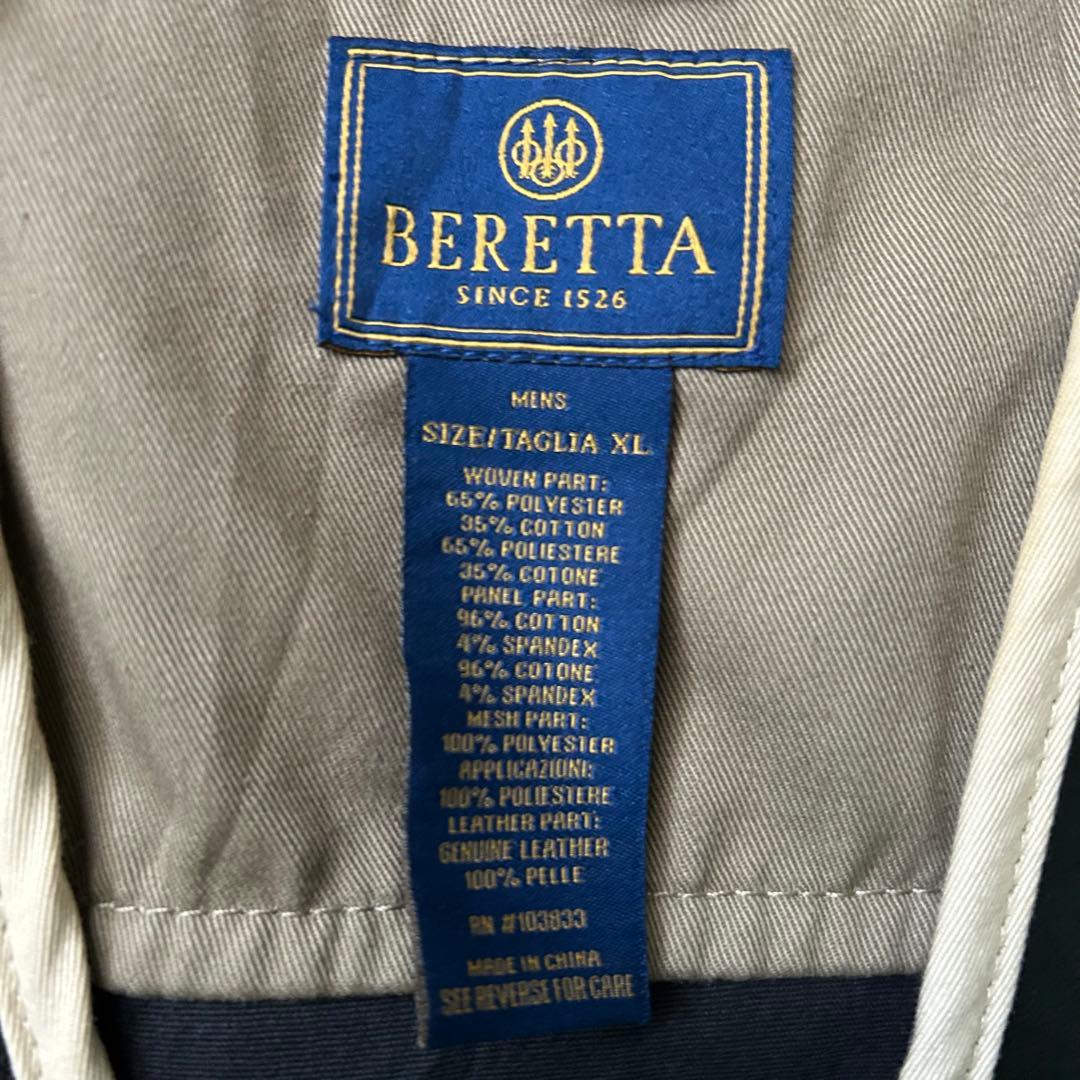 BERETTA
SINCE 1526
MENS
SIZE/TAGLIA XL
WOVEN PART:
65% POLYESTER
35% COTTON
65% POLIESTERE
35% COTONE
PANEL PART:
96% COTTON
4% SPANDEX
96% COTONE
4% SPANDEX
MESH PART:
100% POLYESTER
APPLICAZIONI:
100% POLIESTERE
LEATHER PART:
GENUINE LEATHER
100% PELLE
RN #103833
MADE IN CHINA
SEE REVERSE FOR CARE